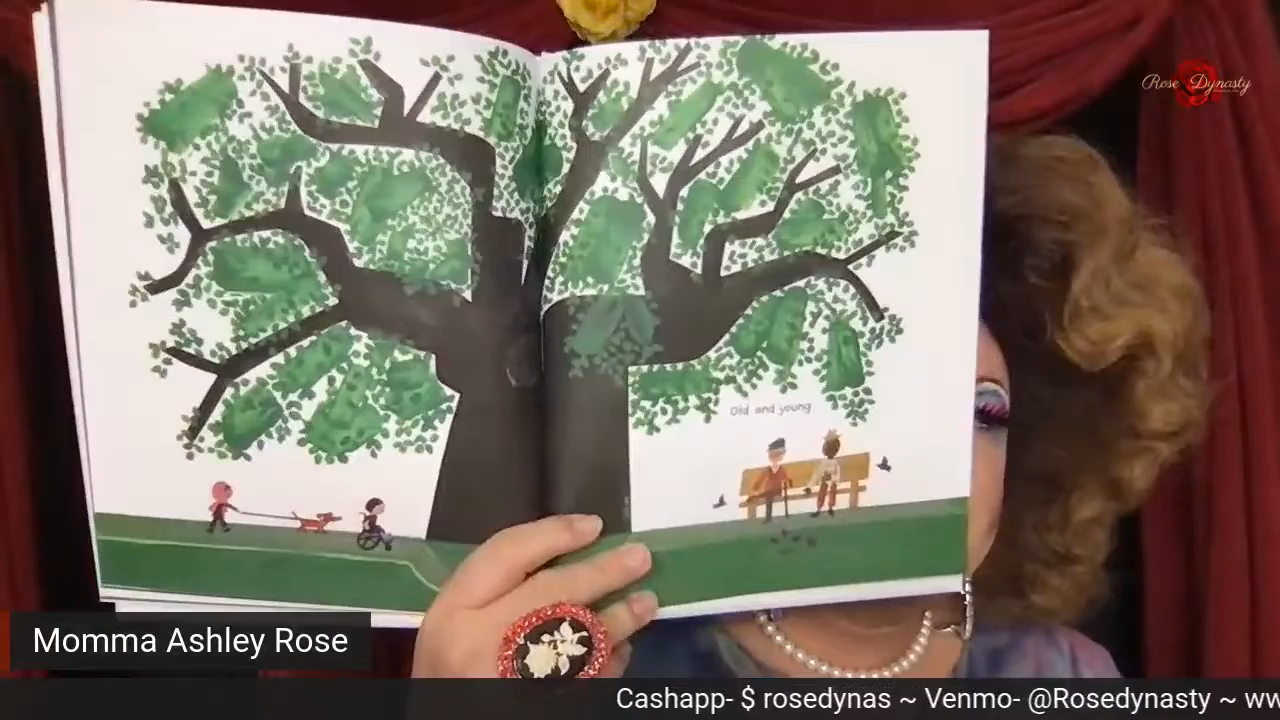 Rose Dynasty
Old and young
Momma Ashley Rose
Cashapp- $ rosedynas ~ Venmo- @Rosedynasty ~ ww